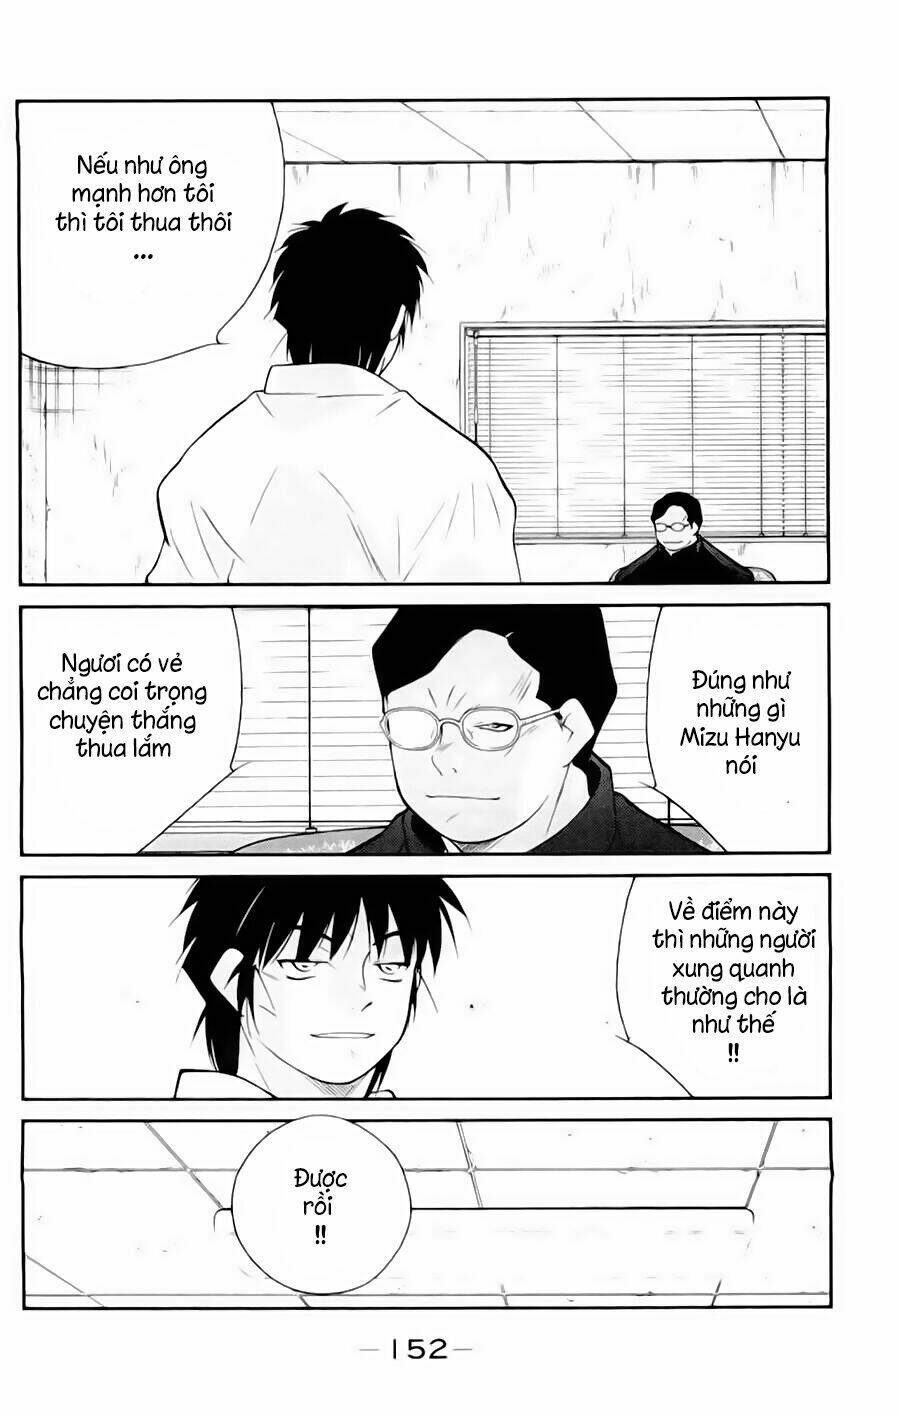 Nếu như ông
mạnh hơn tôi
thì tôi thua thôi
...
Đúng như
những gì
Mizu Hanyu
nói
Ngươi có vẻ
chẳng coi trọng
chuyện thắng
thua lắm
Về điểm này
thì những người
xung quanh
thường cho là
như thế
!!
Được
rồi
!!
—152—